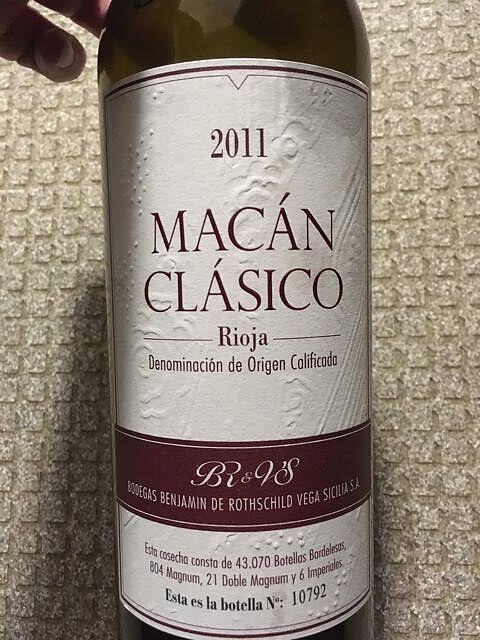 2011
MACÁN
CLÁSICO
Rioja
Denominación de Origen Calificada
BR&VS
BODEGAS BENJAMIN DE ROTHSCHILD VEGA SICILIA S.A.
Esta cosecha consta de 43.070 Botellas Bordelesas,
804 Magnum, 21 Doble Magnum y 6 Imperiales.
Esta es la botella Nº: 10792